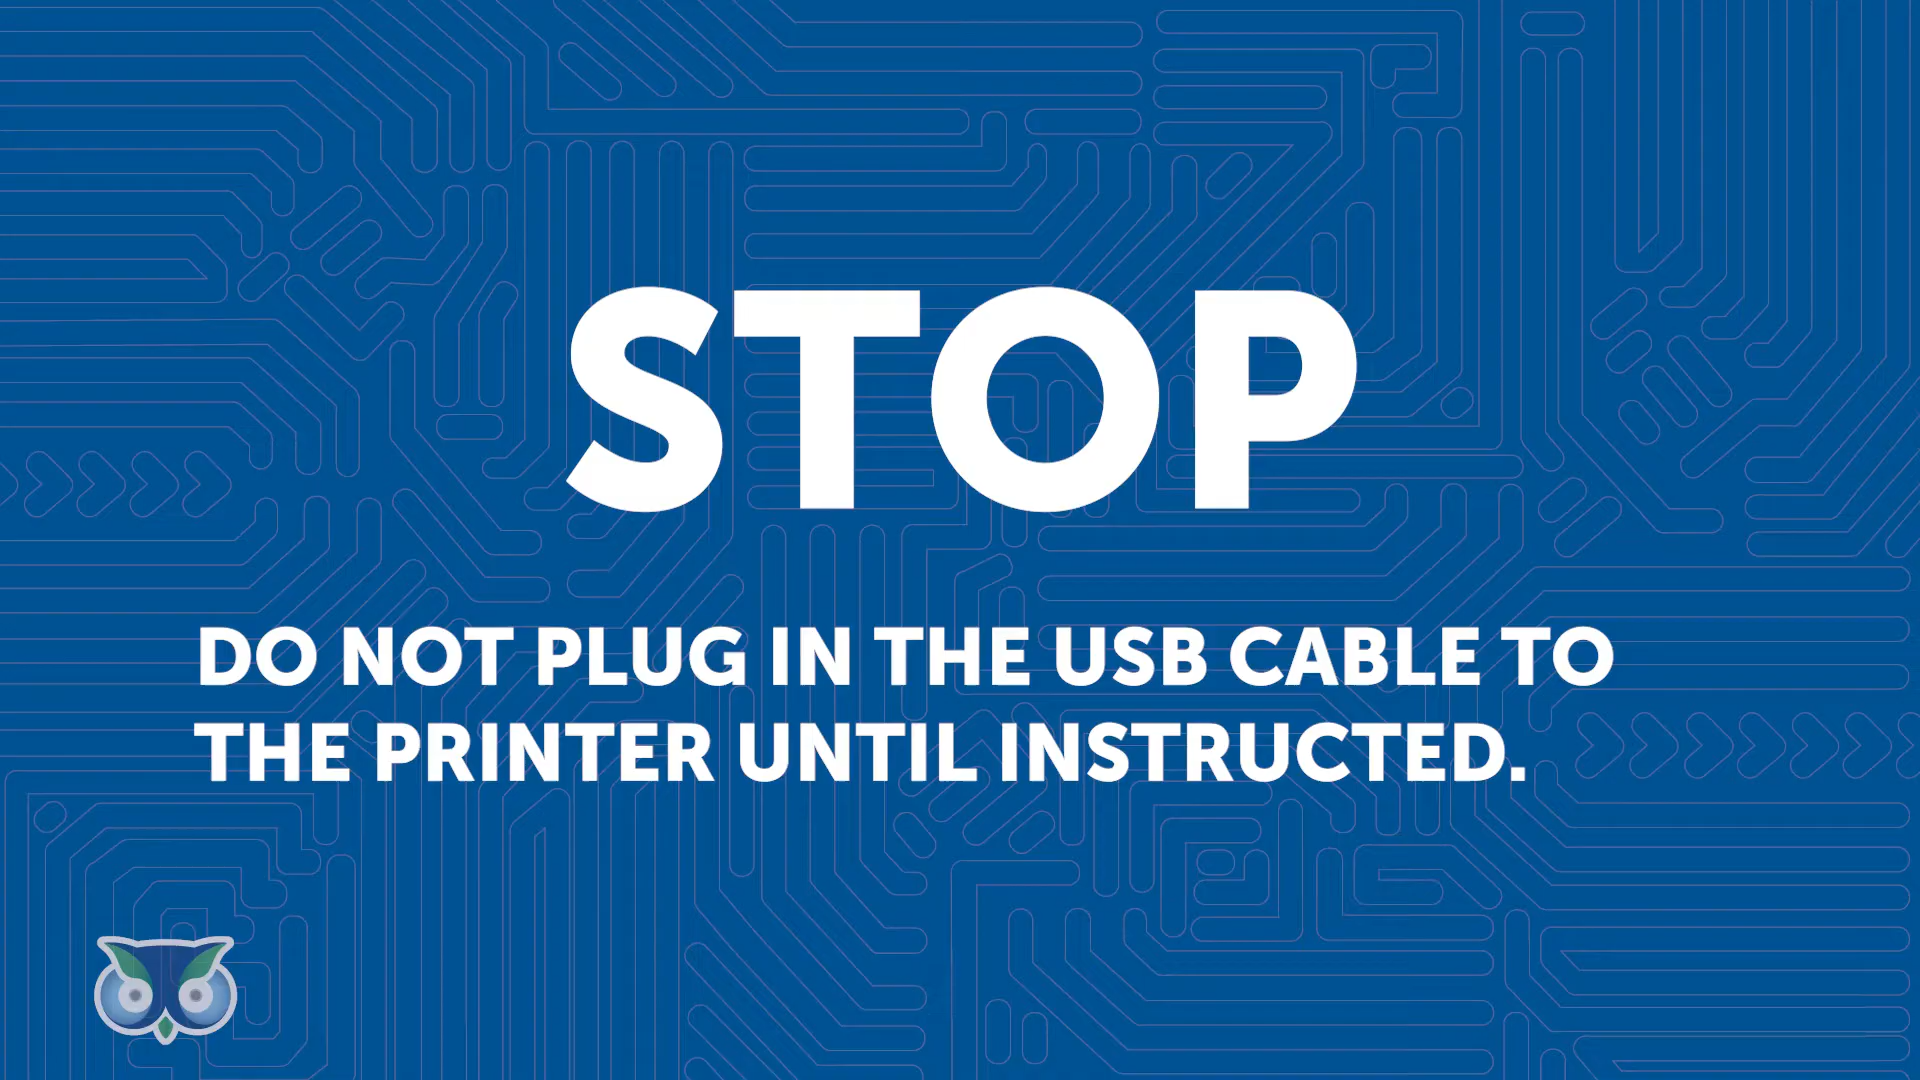 STOP
DO NOT PLUG IN THE USB CABLE TO
THE PRINTER UNTIL INSTRUCTED.